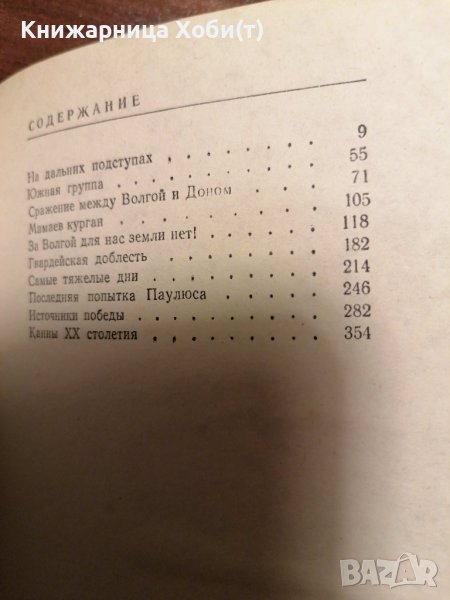 Книжарница Хоби(т)
СОДЕРЖАНИЕ
На дальних подступах . . . . . . . 9
Южная группа . . . . . . . . . 55
Сражение между Волгой и Доном . . . . 71
Мамаев курган . . . . . . . . . 105
За Волгой для нас земли нет! . . . . . 118
Гвардейская доблесть . . . . . . . 182
Самые тяжелые дни . . . . . . . . 214
Последняя попытка Паулюса . . . . . 246
Источники победы . . . . . . . . 282
Канны XX столетия . . . . . . . . 354
BAZAR